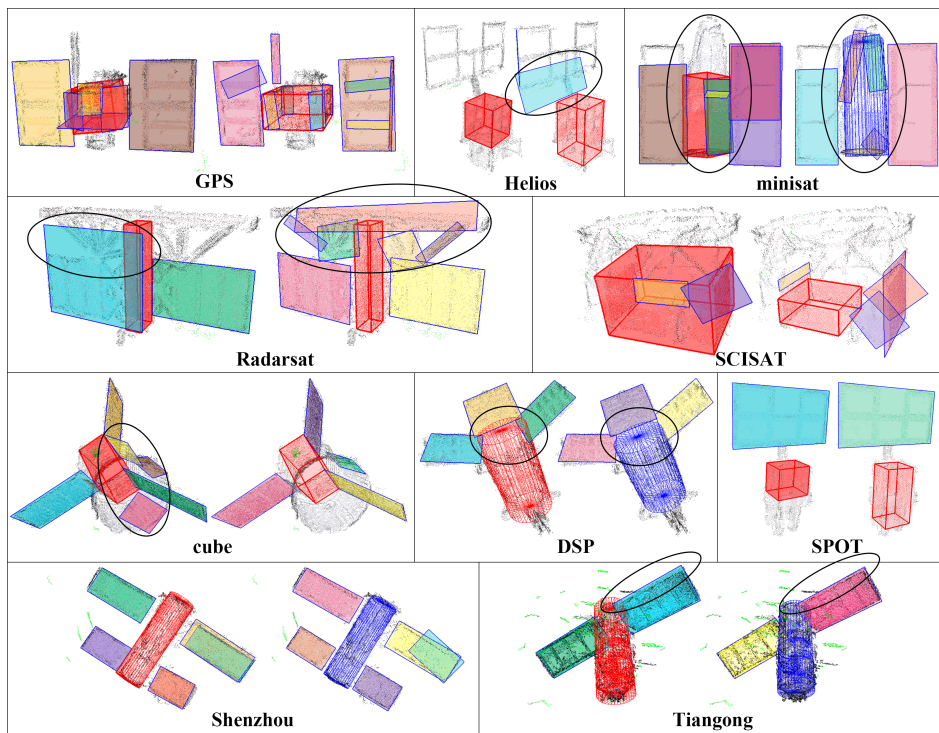 GPS
Helios
minisat
Radarsat
SCISAT
cube
DSP
SPOT
Shenzhou
Tiangong